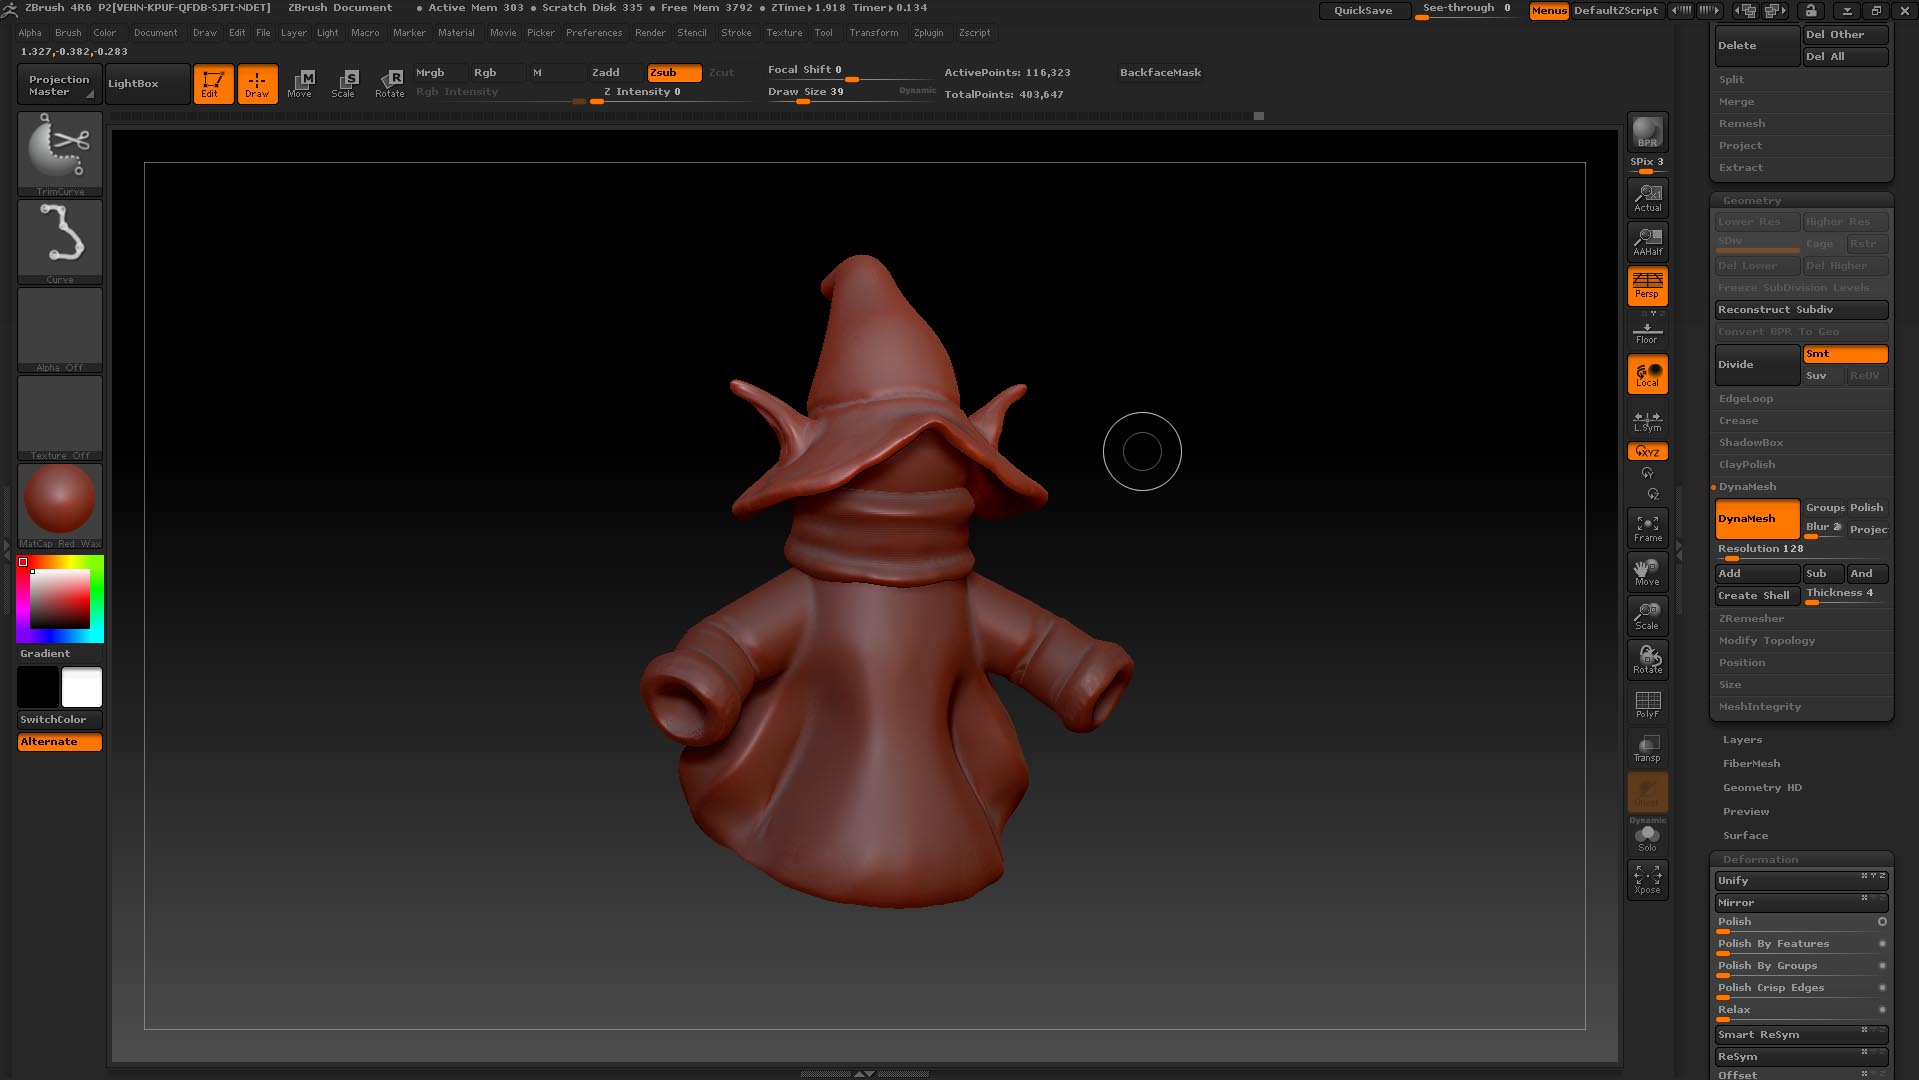 ZBrush 4R6 P2[VEHN-KPUF-QFDB-SJFI-NDET] ZBrush Document • Active Mem 303 • Scratch Disk 335 • Free Mem 3792 • ZTime▸1.918 Timer▸0.134 QuickSave See-through 0 Menus DefaultZScript
Alpha Brush Color Document Draw Edit File Layer Light Macro Marker Material Movie Picker Preferences Render Stencil Stroke Texture Tool Transform Zplugin Zscript
1.327,-0.382,-0.283
Projection Master
LightBox
Edit
Draw
Move
Scale
Rotate
Mrgb Rgb M Zadd Zsub Zcut
Rgb Intensity Z Intensity 0
Focal Shift 0
Draw Size 39 Dynamic
ActivePoints: 116,323
TotalPoints: 403,647
BackfaceMask
TrimCurve
Curve
Alpha Off
Texture Off
MatCap Red Wax
Gradient
SwitchColor
Alternate
BPR
SPix 3
Actual
AAHalf
Persp
Floor
Local
L.Sym
XYZ
Y
Z
Frame
Move
Scale
Rotate
PolyF
Transp
Dynamic
Solo
Xpose
Delete
Del Other
Del All
Split
Merge
Remesh
Project
Extract
Geometry
Lower Res Higher Res
SDiv Cage Rstr
Del Lower Del Higher
Freeze SubDivision Levels
Reconstruct Subdiv
Convert BPR To Geo
Divide
Smt
Suv ReUV
EdgeLoop
Crease
ShadowBox
ClayPolish
DynaMesh
DynaMesh
Groups Polish
Blur 2 Projec
Resolution 128
Add Sub And
Create Shell Thickness 4
ZRemesher
Modify Topology
Position
Size
MeshIntegrity
Layers
FiberMesh
Geometry HD
Preview
Surface
Deformation
Unify
Mirror
Polish
Polish By Features
Polish By Groups
Polish Crisp Edges
Relax
Smart ReSym
ReSym
Offset